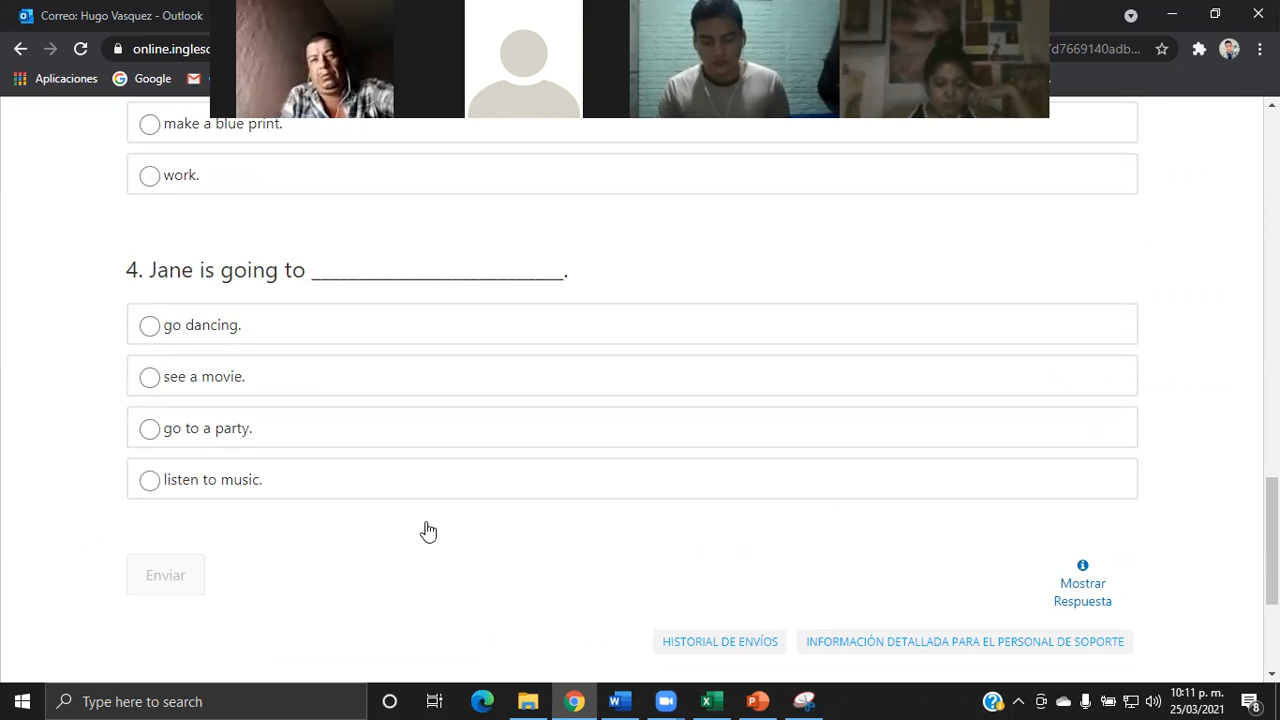 Correo: Hugo Vasquez - Outlook
online.inglesc
7d7669140adb...
Aplicaciones
Google
make a blue print.
work.
4. Jane is going to ________________________.
go dancing.
see a movie.
go to a party.
listen to music.
Enviar
Mostrar
Respuesta
HISTORIAL DE ENVÍOS
INFORMACIÓN DETALLADA PARA EL PERSONAL DE SOPORTE
Type here to search
10:11 p. m.
25/03/2021
8